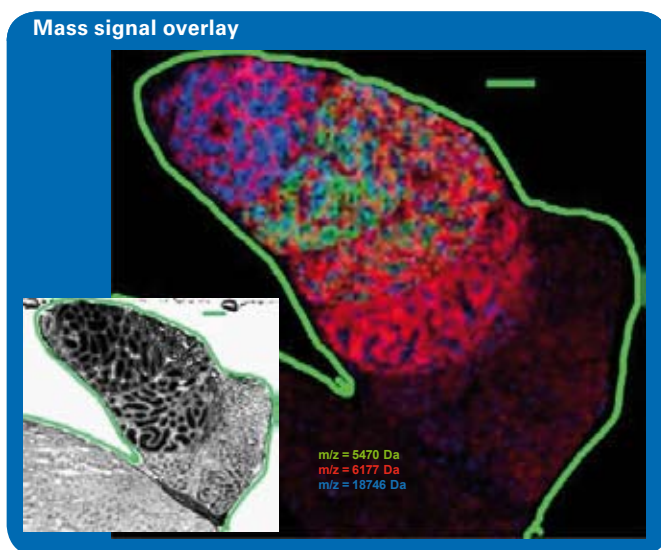 Mass signal overlay
m/z = 5470 Da
m/z = 6177 Da
m/z = 18746 Da